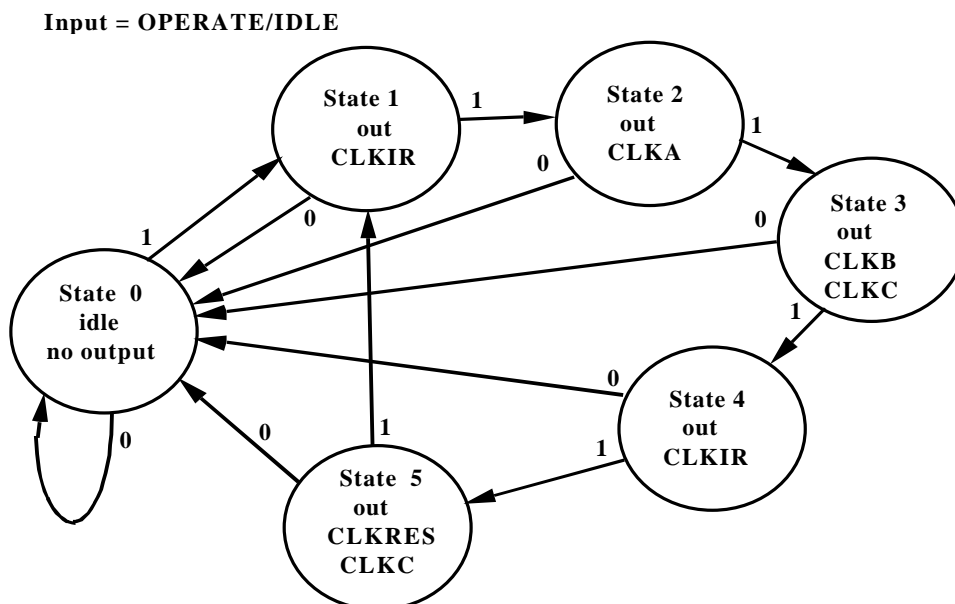 Input = OPERATE/IDLE
State 1
out
CLKIR
1
State 2
out
CLKA
1
0
0
State 3
out
CLKB
CLKC
0
1
State 0
idle
no output
1
0
0
State 4
out
CLKIR
1
0
1
State 5
out
CLKRES
CLKC